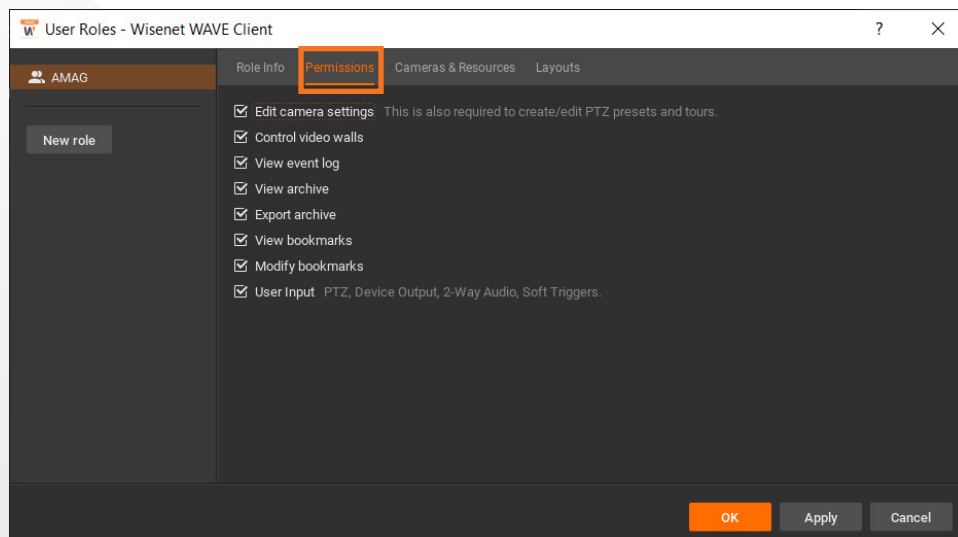 User Roles - Wisenet WAVE Client
?
AMAG
New role
Role Info Permissions Cameras & Resources Layouts
Edit camera settings This is also required to create/edit PTZ presets and tours.
Control video walls
View event log
View archive
Export archive
View bookmarks
Modify bookmarks
User Input PTZ, Device Output, 2-Way Audio, Soft Triggers.
OK Apply Cancel